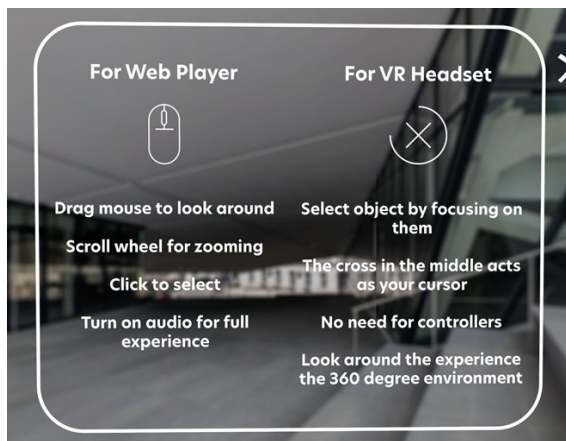 For Web Player
Drag mouse to look around
Scroll wheel for zooming
Click to select
Turn on audio for full
experience
For VR Headset
Select object by focusing on
them
The cross in the middle acts
as your cursor
No need for controllers
Look around the experience
the 360 degree environment